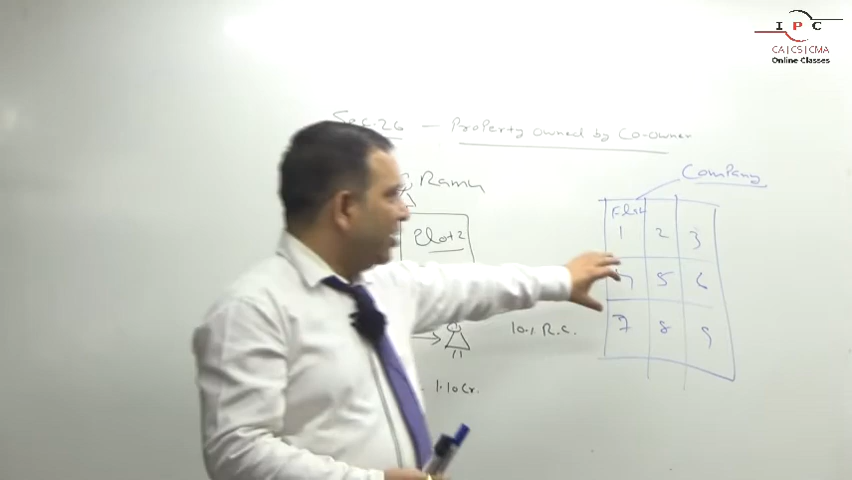 I P C
CA|CS|CMA
Online Classes
Sec.26 — Property owned by Co-owner
Ramu
Company
Plot 2
Flat
1 2 3
5 6
7 8 9
10% R.C.
1.10 Cr.